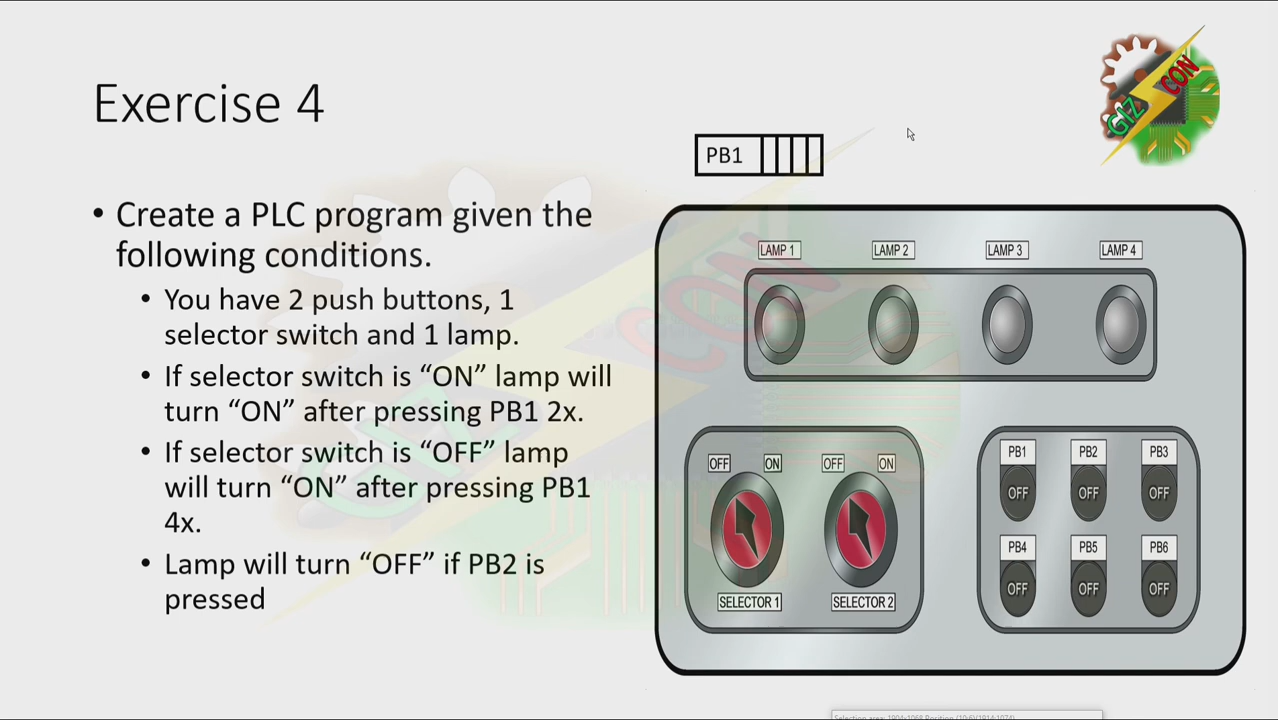 Exercise 4
GIZ
CON
PB1
• Create a PLC program given the
following conditions.
• You have 2 push buttons, 1
selector switch and 1 lamp.
• If selector switch is “ON” lamp will
turn “ON” after pressing PB1 2x.
• If selector switch is “OFF” lamp
will turn “ON” after pressing PB1
4x.
• Lamp will turn “OFF” if PB2 is
pressed
LAMP 1 LAMP 2 LAMP 3 LAMP 4
OFF ON OFF ON
SELECTOR 1 SELECTOR 2
PB1 PB2 PB3
OFF OFF OFF
PB4 PB5 PB6
OFF OFF OFF